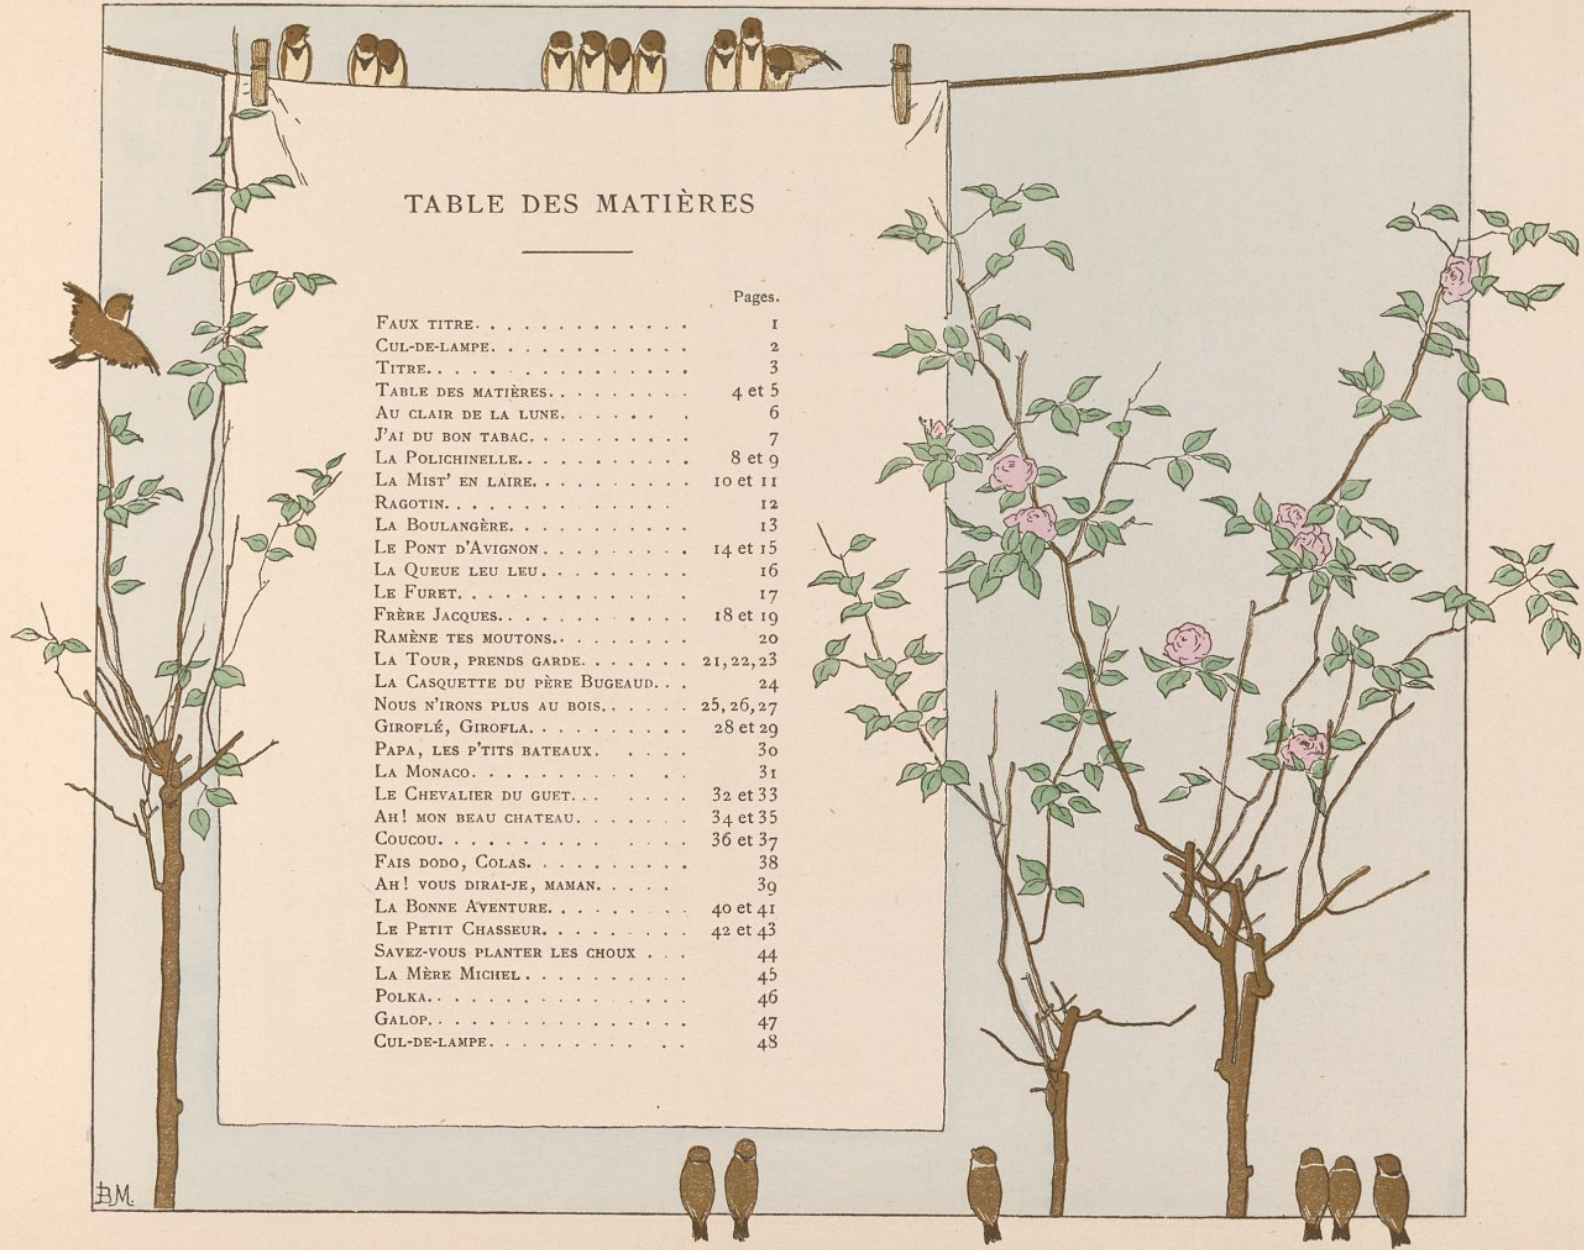 TABLE DES MATIÈRES
Pages.
FAUX TITRE. . . . . . . . . . . . . 1
CUL-DE-LAMPE. . . . . . . . . . . . 2
TITRE. . . . . . . . . . . . . . . . 3
TABLE DES MATIÈRES. . . . . . . . . 4 et 5
AU CLAIR DE LA LUNE. . . . . . . 6
J'AI DU BON TABAC. . . . . . . . . . 7
LA POLICHINELLE. . . . . . . . . . . 8 et 9
LA MIST' EN LAIRE. . . . . . . . . . 10 et 11
RAGOTIN. . . . . . . . . . . . . . 12
LA BOULANGÈRE. . . . . . . . . . . 13
LE PONT D'AVIGNON . . . . . . . . . 14 et 15
LA QUEUE LEU LEU . . . . . . . . . 16
LE FURET. . . . . . . . . . . . . . 17
FRÈRE JACQUES. . . . . . . . . . . . 18 et 19
RAMÈNE TES MOUTONS. . . . . . . . . 20
LA TOUR, PRENDS GARDE. . . . . . . 21, 22, 23
LA CASQUETTE DU PÈRE BUGEAUD. . . 24
NOUS N'IRONS PLUS AU BOIS. . . . . . 25, 26, 27
GIROFLÉ, GIROFLA. . . . . . . . . . 28 et 29
PAPA, LES P'TITS BATEAUX. . . . . 30
LA MONACO. . . . . . . . . . . . 31
LE CHEVALIER DU GUET. . . . . . . 32 et 33
AH! MON BEAU CHATEAU. . . . . . . 34 et 35
COUCOU. . . . . . . . . . . . . . 36 et 37
FAIS DODO, COLAS. . . . . . . . . . 38
AH! VOUS DIRAI-JE, MAMAN. . . . . 39
LA BONNE AVENTURE. . . . . . . . . 40 et 41
LE PETIT CHASSEUR. . . . . . . . . 42 et 43
SAVEZ-VOUS PLANTER LES CHOUX . . . 44
LA MÈRE MICHEL . . . . . . . . . . 45
POLKA. . . . . . . . . . . . . . . 46
GALOP. . . . . . . . . . . . . . . . 47
CUL-DE-LAMPE. . . . . . . . . . . . 48
BM.